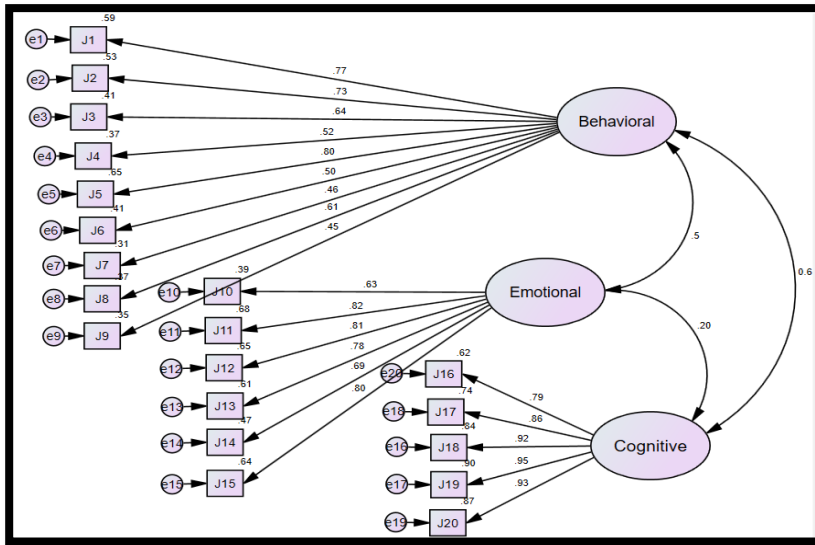 .59
e1 J1
.53
e2 J2
.77
.73
.41
e3 J3
.64
Behavioral
.37
e4 J4
.52
.65
e5 J5
.80
.41
e6 J6
.50
.31
e7 J7
.46
.5
.37
e8 J8
.61
.35
e9 J9
.45
.39
e10 J10
.63
Emotional
0.6
.68
e11 J11
.82
.65
e12 J12
.81
.20
.61
e13 J13
.78
.47
e14 J14
.69
.64
e15 J15
.80
.62
e20 J16
.79
.74
e18 J17
.86
.84
e16 J18
.92
Cognitive
.90
e17 J19
.95
.87
e19 J20
.93